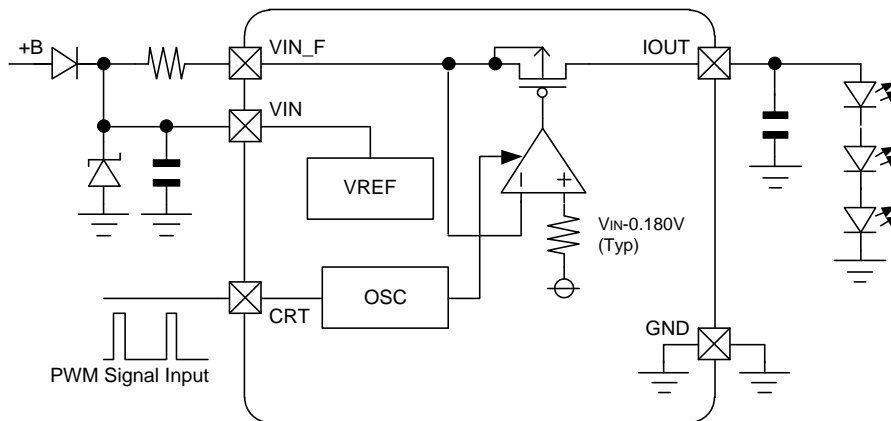 +B
VIN_F
IOUT
VIN
VREF
− +
VIN-0.180V
(Typ)
OSC
CRT
GND
PWM Signal Input